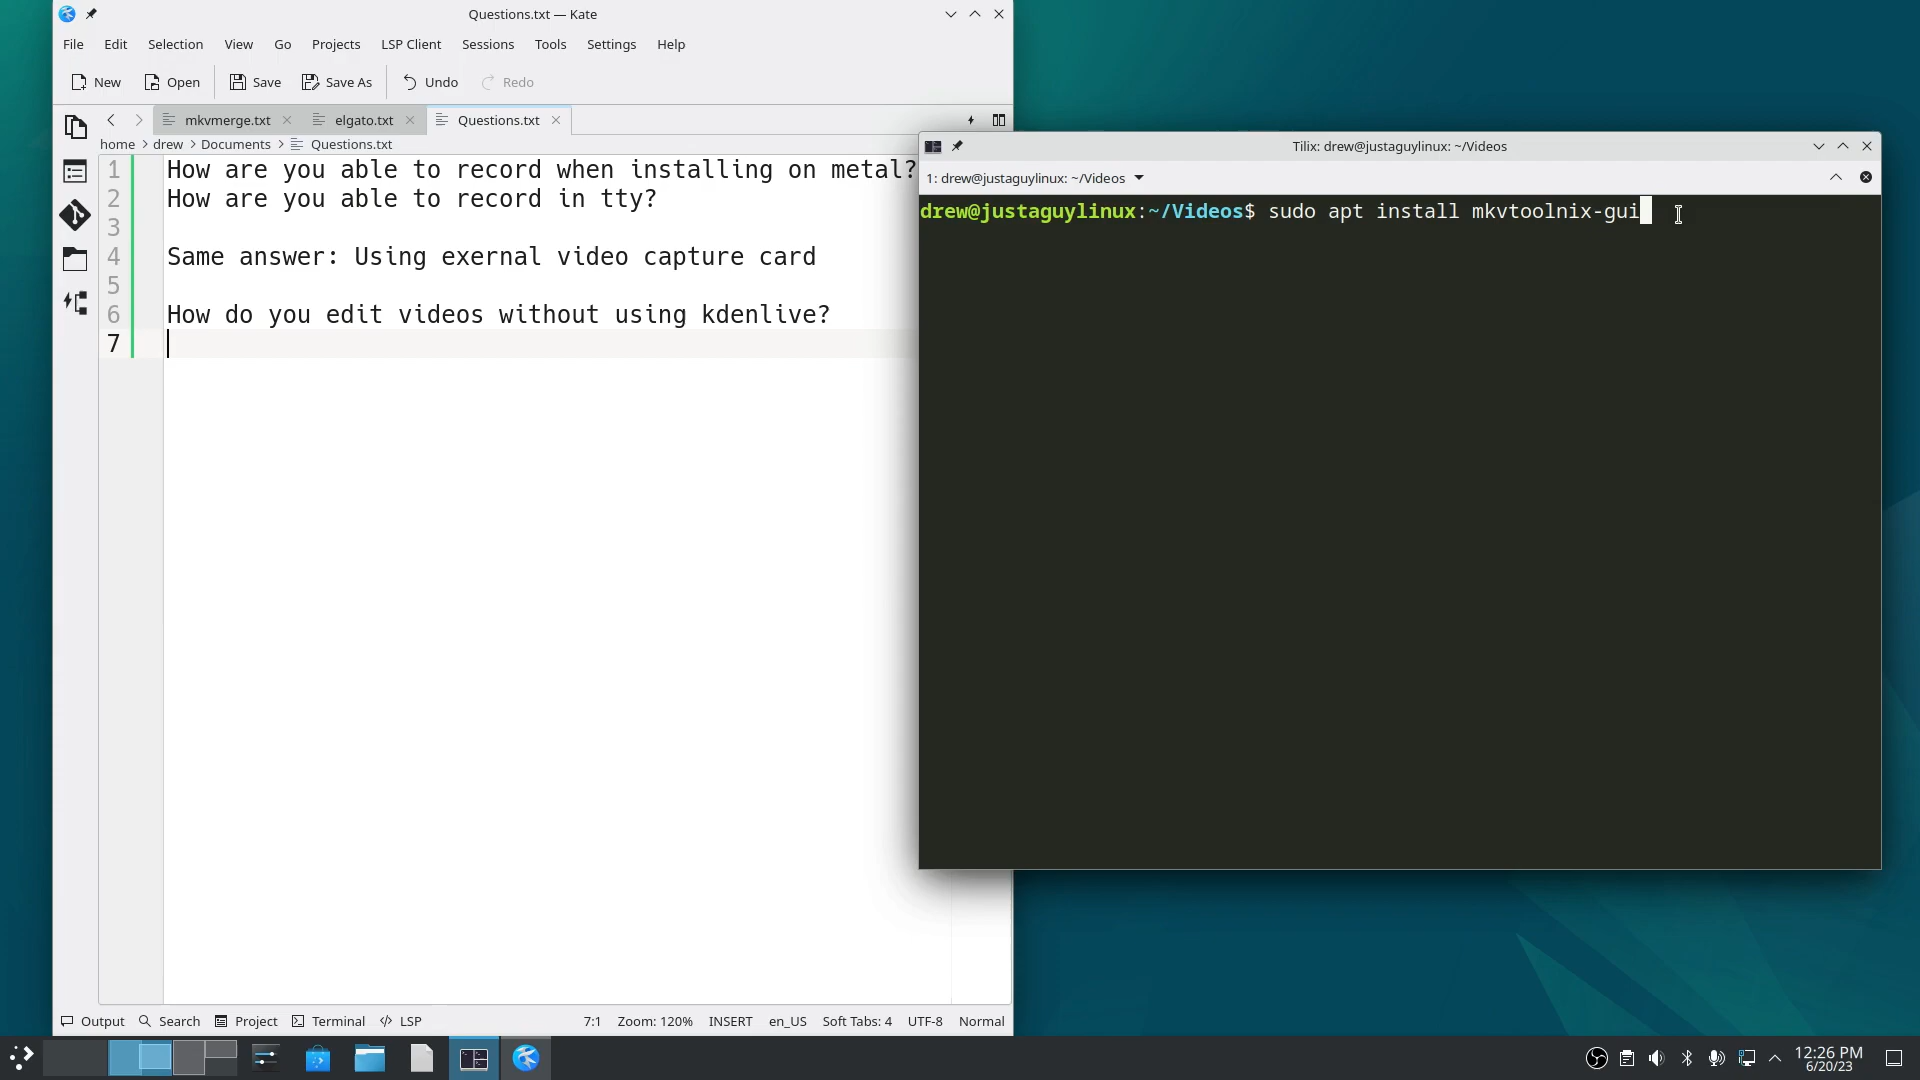 Questions.txt — Kate
File Edit Selection View Go Projects LSP Client Sessions Tools Settings Help
New Open Save Save As Undo Redo
mkvmerge.txt elgato.txt Questions.txt
home > drew > Documents > Questions.txt
1 How are you able to record when installing on metal?
2 How are you able to record in tty?
3
4 Same answer: Using exernal video capture card
5
6 How do you edit videos without using kdenlive?
7
Output Search Project Terminal LSP 7:1 Zoom: 120% INSERT en_US Soft Tabs: 4 UTF-8 Normal
Tilix: drew@justaguylinux: ~/Videos
1: drew@justaguylinux: ~/Videos
drew@justaguylinux:~/Videos$ sudo apt install mkvtoolnix-gui
12:26 PM
6/20/23